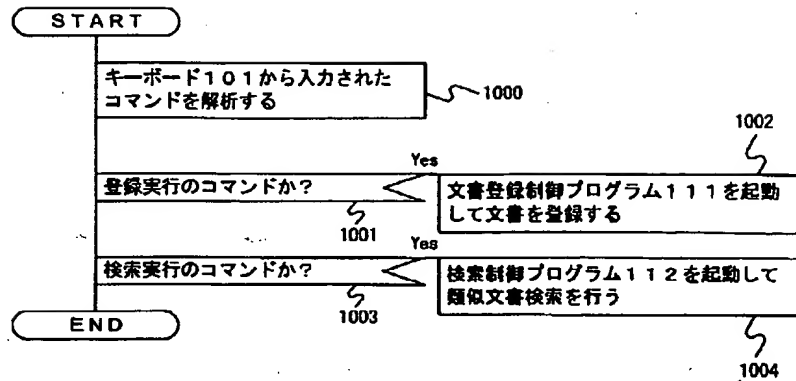 START
キーボード101から入力された
コマンドを解析する
1000
1002
Yes
登録実行のコマンドか?
文書登録制御プログラム111を起動
して文書を登録する
1001
Yes
検索実行のコマンドか?
検索制御プログラム112を起動して
類似文書検索を行う
1003
END
1004